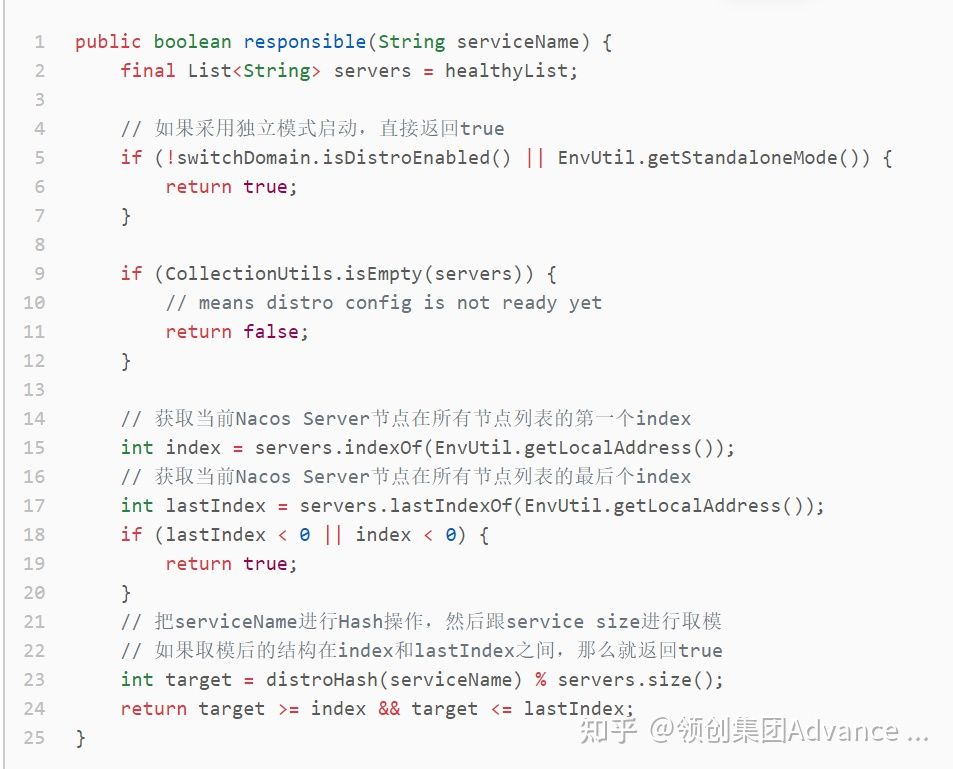 1 public boolean responsible(String serviceName) {
2 final List<String> servers = healthyList;
3
4 // 如果采用独立模式启动，直接返回true
5 if (!switchDomain.isDistroEnabled() || EnvUtil.getStandaloneMode()) {
6 return true;
7 }
8
9 if (CollectionUtils.isEmpty(servers)) {
10 // means distro config is not ready yet
11 return false;
12 }
13
14 // 获取当前Nacos Server节点在所有节点列表的第一个index
15 int index = servers.indexOf(EnvUtil.getLocalAddress());
16 // 获取当前Nacos Server节点在所有节点列表的最后个index
17 int lastIndex = servers.lastIndexOf(EnvUtil.getLocalAddress());
18 if (lastIndex < 0 || index < 0) {
19 return true;
20 }
21 // 把serviceName进行Hash操作，然后跟service size进行取模
22 // 如果取模后的结构在index和lastIndex之间，那么就返回true
23 int target = distroHash(serviceName) % servers.size();
24 return target >= index && target <= lastIndex;
25 }
知乎 @领创集团Advance ...